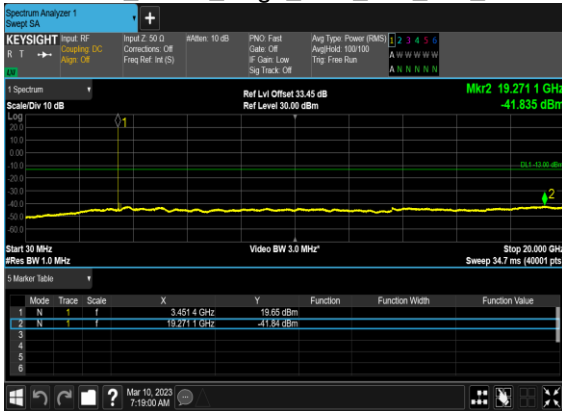 Spectrum Analyzer 1
Swept SA
+
KEYSIGHT Input: RF Input Z: 50 Ω #Atten: 10 dB PNO: Fast Avg Type: Power (RMS) 1 2 3 4 5 6
R T Coupling: DC Corrections: Off Gate: Off Avg|Hold: 100/100 A W W W W W
Align: Off Freq Ref: Int (S) IF Gain: Low Trig: Free Run
Sig Track: Off A N N N N N
1 Spectrum Ref Lvl Offset 33.45 dB Mkr2 19.271 1 GHz
Scale/Div 10 dB Ref Level 30.00 dBm -41.835 dBm
Log
20.0
10.0
0.00
-10.0
-20.0
-30.0
-40.0
-50.0
-60.0
1
DL1 -13.00 dBm
2
Start 30 MHz Video BW 3.0 MHz* Stop 20.000 GHz
#Res BW 1.0 MHz Sweep 34.7 ms (40001 pts)
5 Marker Table
Mode Trace Scale X Y Function Function Width Function Value
1 N 1 f 3.451 4 GHz 19.65 dBm
2 N 1 f 19.271 1 GHz -41.84 dBm
3
4
5
6
? Mar 10, 2023
7:19:00 AM